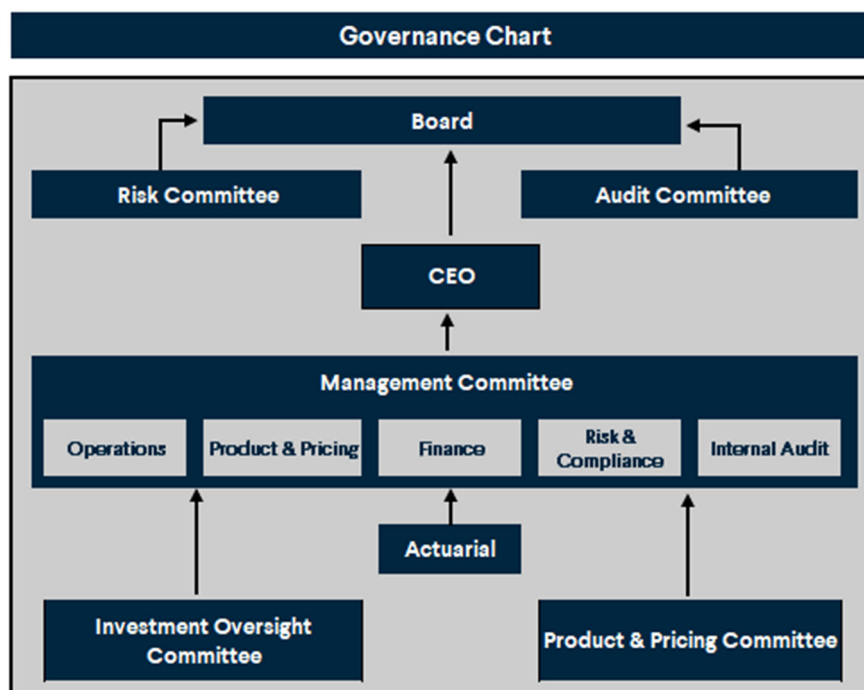 Governance Chart
Board
Risk Committee
Audit Committee
CEO
Management Committee
Operations
Product & Pricing
Finance
Risk &
Compliance
Internal Audit
Actuarial
Investment Oversight
Committee
Product & Pricing Committee